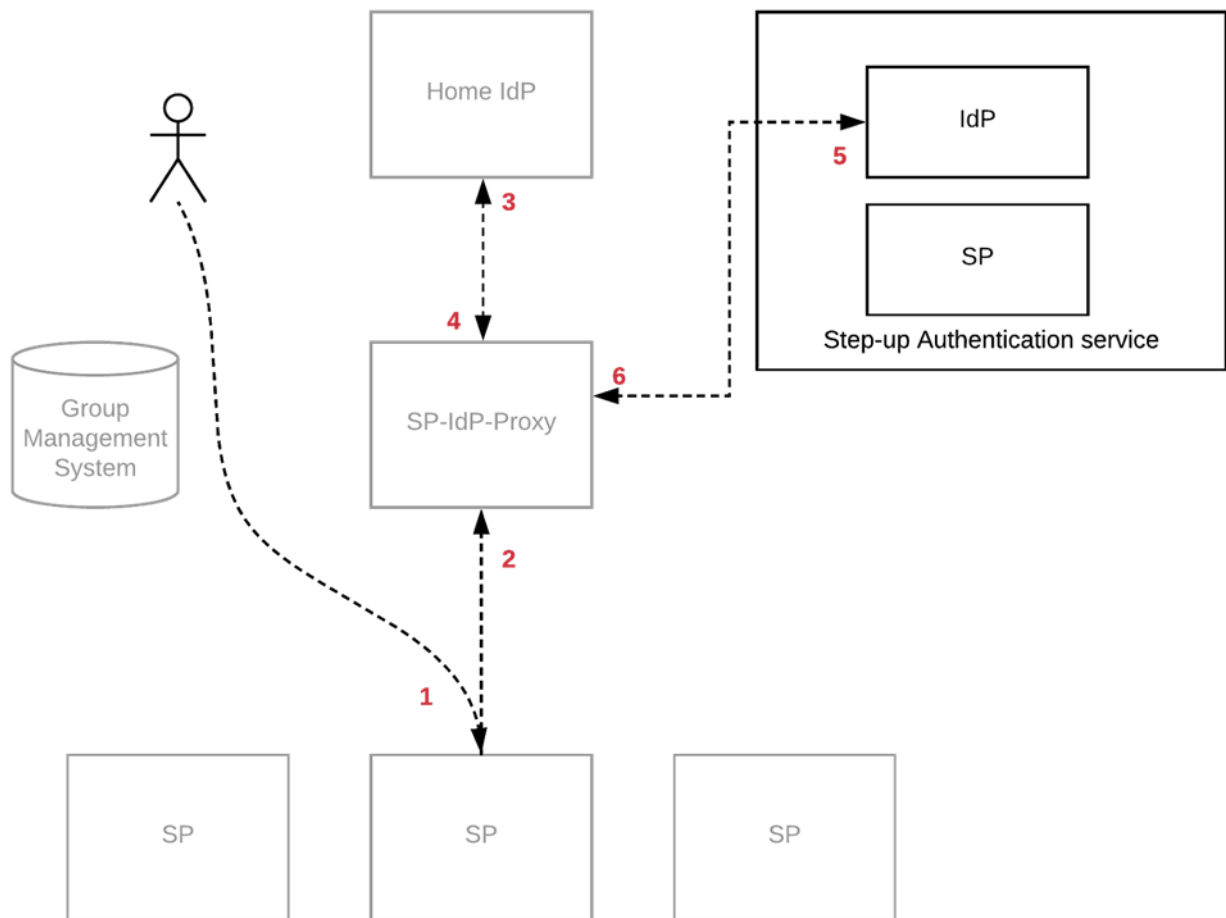 Home IdP
IdP
5
3
SP
4
Step-up Authentication service
6
Group
Management
System
SP-IdP-Proxy
2
1
SP
SP
SP